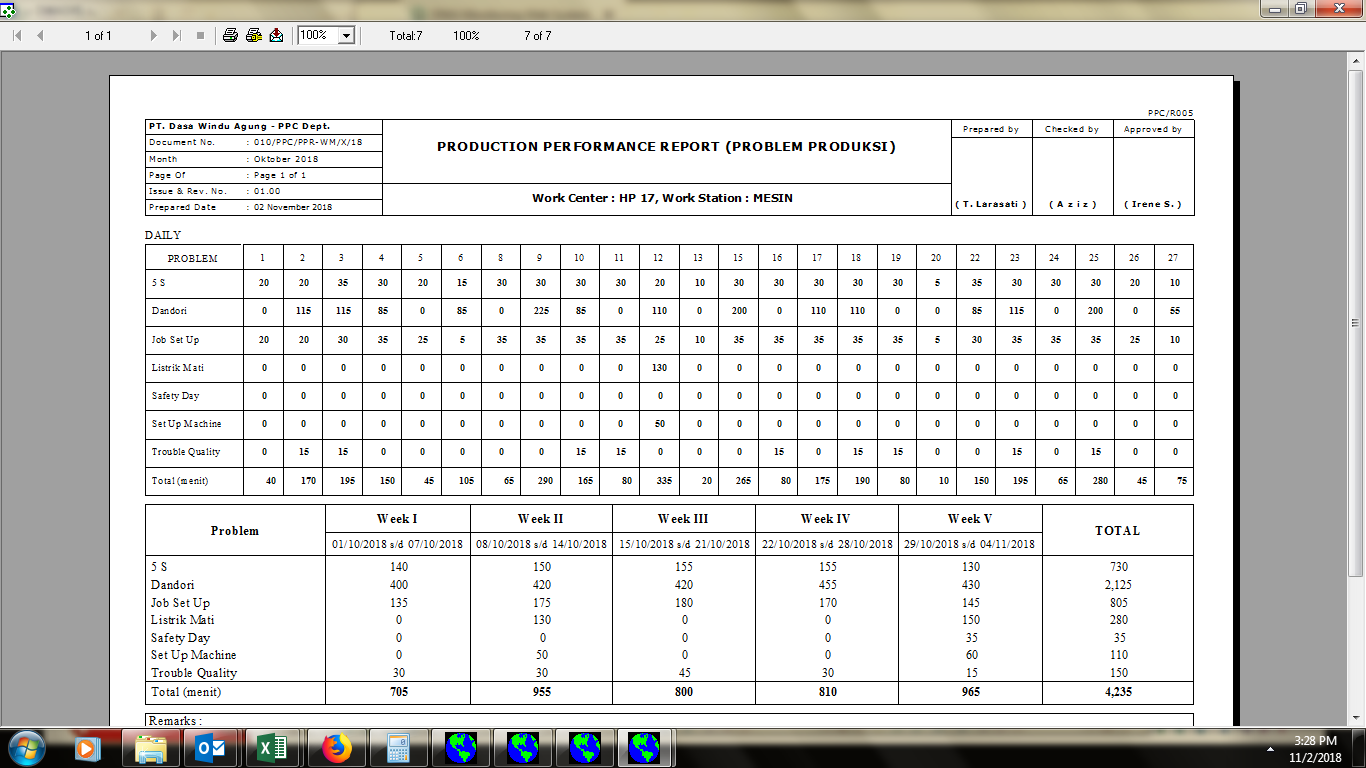 1 of 1 100% Total:7 100% 7 of 7
PPC/R005
PT. Dasa Windu Agung - PPC Dept.
Document No. : 010/PPC/PPR-WM/X/18
Month : Oktober 2018
Page Of : Page 1 of 1
Issue & Rev. No. : 01.00
Prepared Date : 02 November 2018
PRODUCTION PERFORMANCE REPORT (PROBLEM PRODUKSI)
Work Center : HP 17, Work Station : MESIN
Prepared by Checked by Approved by
( T. Larasati ) ( A z i z ) ( Irene S. )
DAILY
PROBLEM 1 2 3 4 5 6 8 9 10 11 12 13 15 16 17 18 19 20 22 23 24 25 26 27
5 S 20 20 35 30 20 15 30 30 30 30 20 10 30 30 30 30 30 5 35 30 30 30 20 10
Dandori 0 115 115 85 0 85 0 225 85 0 110 0 200 0 110 110 0 0 85 115 0 200 0 55
Job Set Up 20 20 30 35 25 5 35 35 35 35 25 10 35 35 35 35 35 5 30 35 35 35 25 10
Listrik Mati 0 0 0 0 0 0 0 0 0 0 130 0 0 0 0 0 0 0 0 0 0 0 0 0
Safety Day 0 0 0 0 0 0 0 0 0 0 0 0 0 0 0 0 0 0 0 0 0 0 0 0
Set Up Machine 0 0 0 0 0 0 0 0 0 0 50 0 0 0 0 0 0 0 0 0 0 0 0 0
Trouble Quality 0 15 15 0 0 0 0 0 15 15 0 0 0 15 0 15 15 0 0 15 0 15 0 0
Total (menit) 40 170 195 150 45 105 65 290 165 80 335 20 265 80 175 190 80 10 150 195 65 280 45 75
Problem Week I Week II Week III Week IV Week V TOTAL
01/10/2018 s/d 07/10/2018 08/10/2018 s/d 14/10/2018 15/10/2018 s/d 21/10/2018 22/10/2018 s/d 28/10/2018 29/10/2018 s/d 04/11/2018
5 S 140 150 155 155 130 730
Dandori 400 420 420 455 430 2,125
Job Set Up 135 175 180 170 145 805
Listrik Mati 0 130 0 0 150 280
Safety Day 0 0 0 0 35 35
Set Up Machine 0 50 0 0 60 110
Trouble Quality 30 30 45 30 15 150
Total (menit) 705 955 800 810 965 4,235
Remarks :
3:28 PM
11/2/2018